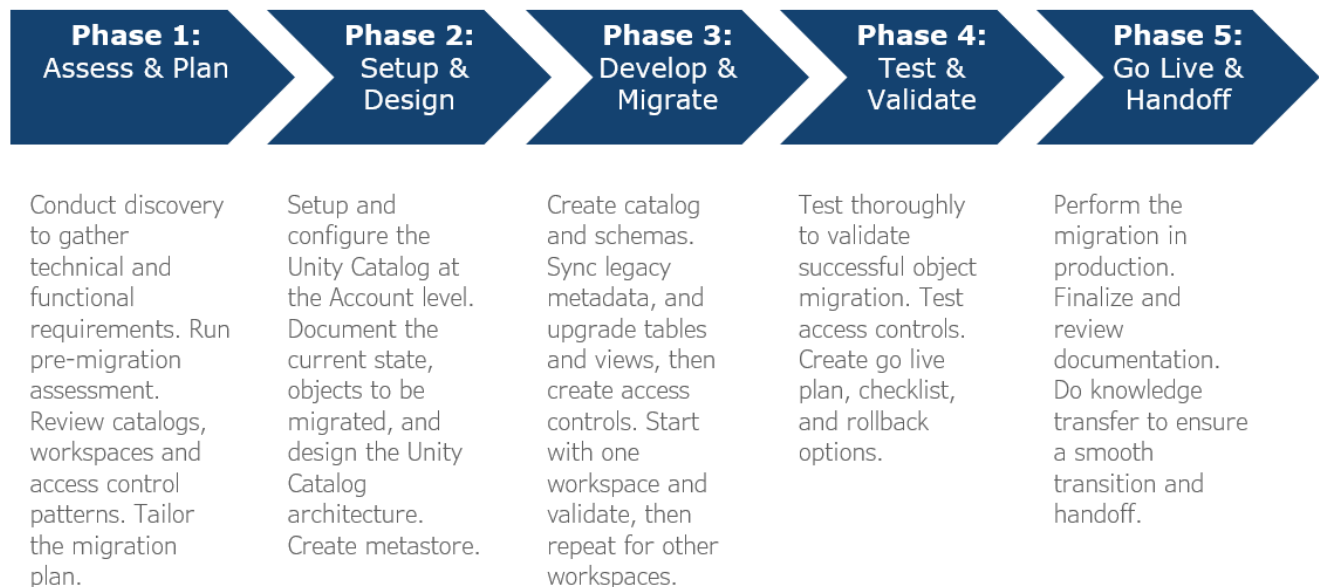 Phase 1:
Assess & Plan
Phase 2:
Setup &
Design
Phase 3:
Develop &
Migrate
Phase 4:
Test &
Validate
Phase 5:
Go Live &
Handoff
Conduct discovery
to gather
technical and
functional
requirements. Run
pre-migration
assessment.
Review catalogs,
workspaces and
access control
patterns. Tailor
the migration
plan.
Setup and
configure the
Unity Catalog at
the Account level.
Document the
current state,
objects to be
migrated, and
design the Unity
Catalog
architecture.
Create metastore.
Create catalog
and schemas.
Sync legacy
metadata, and
upgrade tables
and views, then
create access
controls. Start
with one
workspace and
validate, then
repeat for other
workspaces.
Test thoroughly
to validate
successful object
migration. Test
access controls.
Create go live
plan, checklist,
and rollback
options.
Perform the
migration in
production.
Finalize and
review
documentation.
Do knowledge
transfer to ensure
a smooth
transition and
handoff.